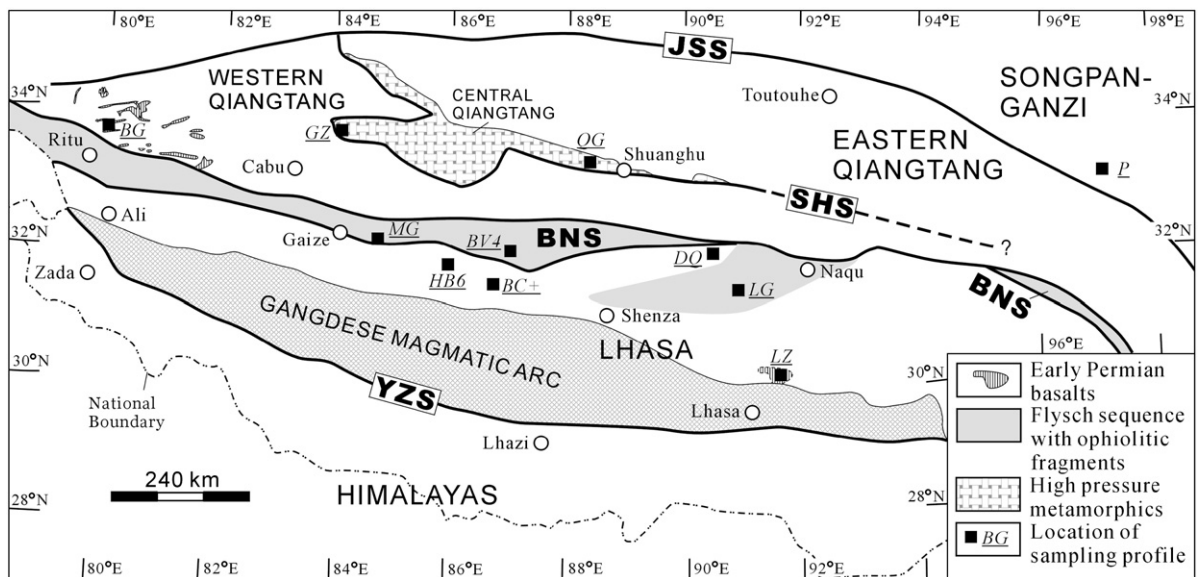 80°E 82°E 84°E 86°E 88°E 90°E 92°E 94°E 96°E 98°E
JSS
WESTERN
QIANGTANG
SONGPAN-
GANZI
34°N
34°N
Toutouhe
CENTRAL
QIANGTANG
BG
GZ
EASTERN
QIANGTANG
Ritu
QG
Shuanghu
Cabu
P
SHS
Ali
32°N
32°N
Gaize
MG
BV4
BNS
?
DQ
Naqu
Zada
HB6
BC+
LG
BNS
Shenza
GANGDESE MAGMATIC ARC
LHASA
96°E
30°N
LZ
30°N
YZS
National
Boundary
Lhasa
Lhazi
240 km
HIMALAYAS
28°N
28°N
80°E 82°E 84°E 86°E 88°E 90°E 92°E
Early Permian
basalts
Flysch sequence
with ophiolitic
fragments
High pressure
metamorphics
BG
Location of
sampling profile